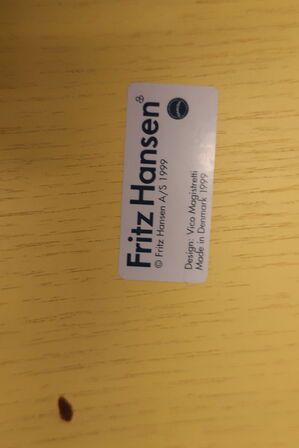 Fritz Hansen®
© Fritz Hansen A/S 1999
Design: Vico Magistretti
Made in Denmark 1999